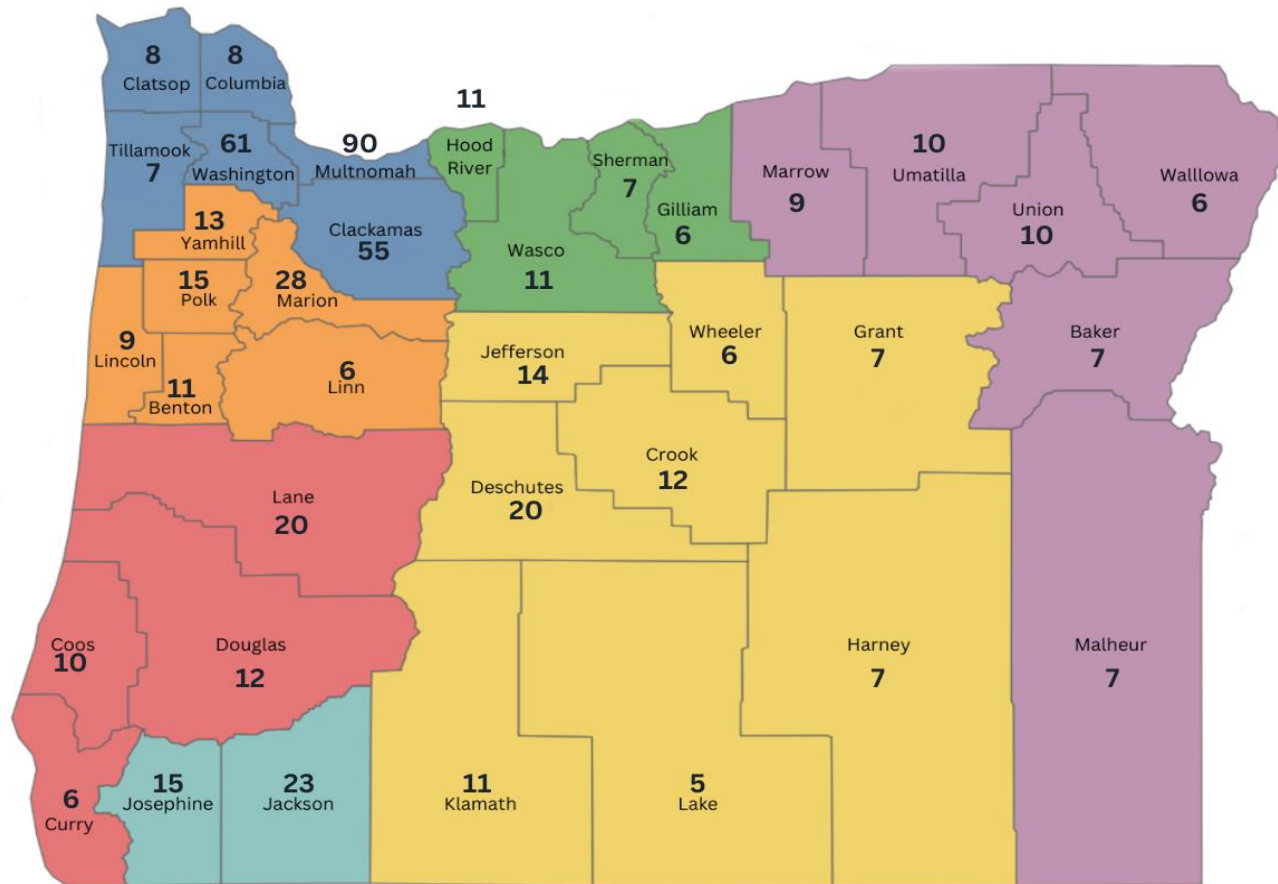 8
Clatsop
8
Columbia
11
Tillamook
7
61
Washington
90
Multnomah
Hood
River
Sherman
7
Marrow
9
10
Umatilla
Walllowa
6
13
Yamhill
Clackamas
55
Gilliam
6
Union
10
Wasco
11
15
Polk
28
Marion
9
Lincoln
11
Benton
6
Linn
Jefferson
14
Wheeler
6
Grant
7
Baker
7
Lane
20
Deschutes
20
Crook
12
Coos
10
Douglas
12
Harney
7
Malheur
7
6
Curry
15
Josephine
23
Jackson
11
Klamath
5
Lake